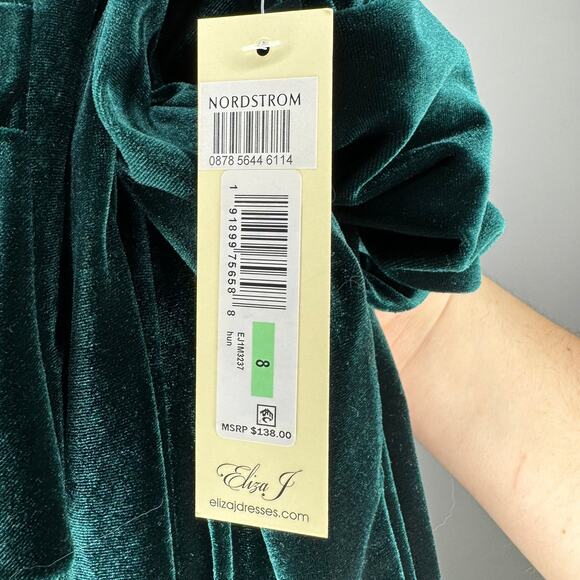 NORDSTROM
0878 5644 6114
1 91899 75658 8
EJ1M3237
hun
8
MSRP $138.00
Eliza J
elizajdresses.com